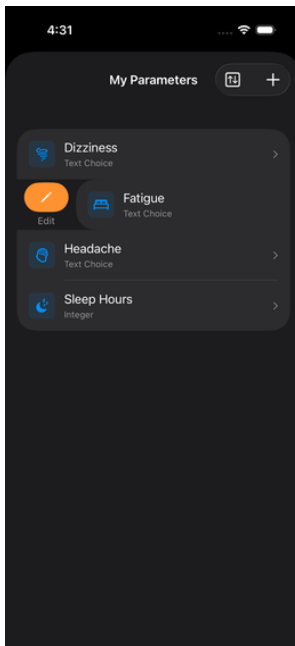 4:31
My Parameters
Dizziness
Text Choice
Fatigue
Text Choice
Edit
Headache
Text Choice
Sleep Hours
Integer